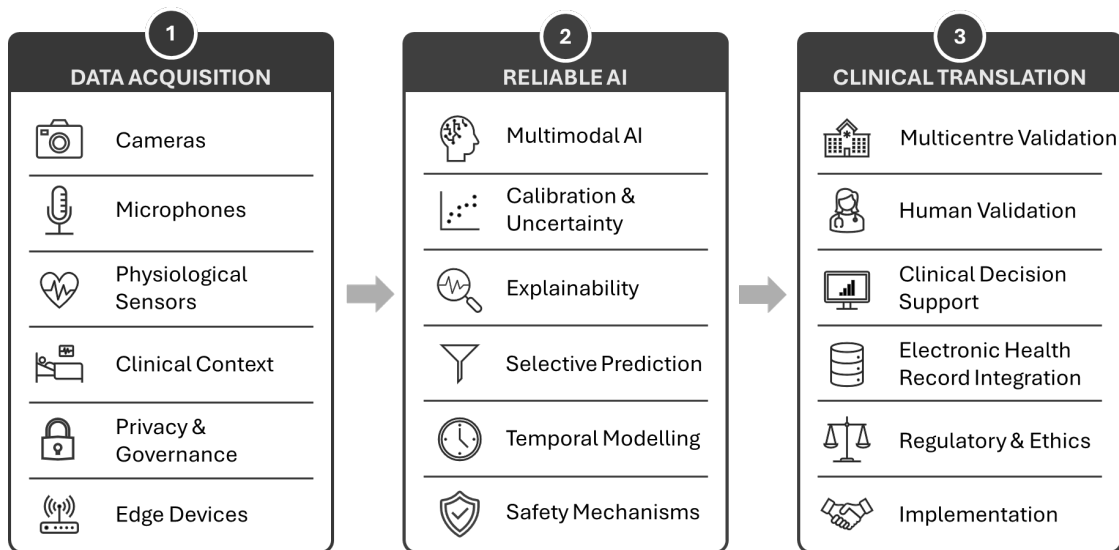 1
DATA ACQUISITION
Cameras
Microphones
Physiological
Sensors
Clinical Context
Privacy &
Governance
Edge Devices
2
RELIABLE AI
Multimodal AI
Calibration &
Uncertainty
Explainability
Selective Prediction
Temporal Modelling
Safety Mechanisms
3
CLINICAL TRANSLATION
Multicentre Validation
Human Validation
Clinical Decision
Support
Electronic Health
Record Integration
Regulatory & Ethics
Implementation